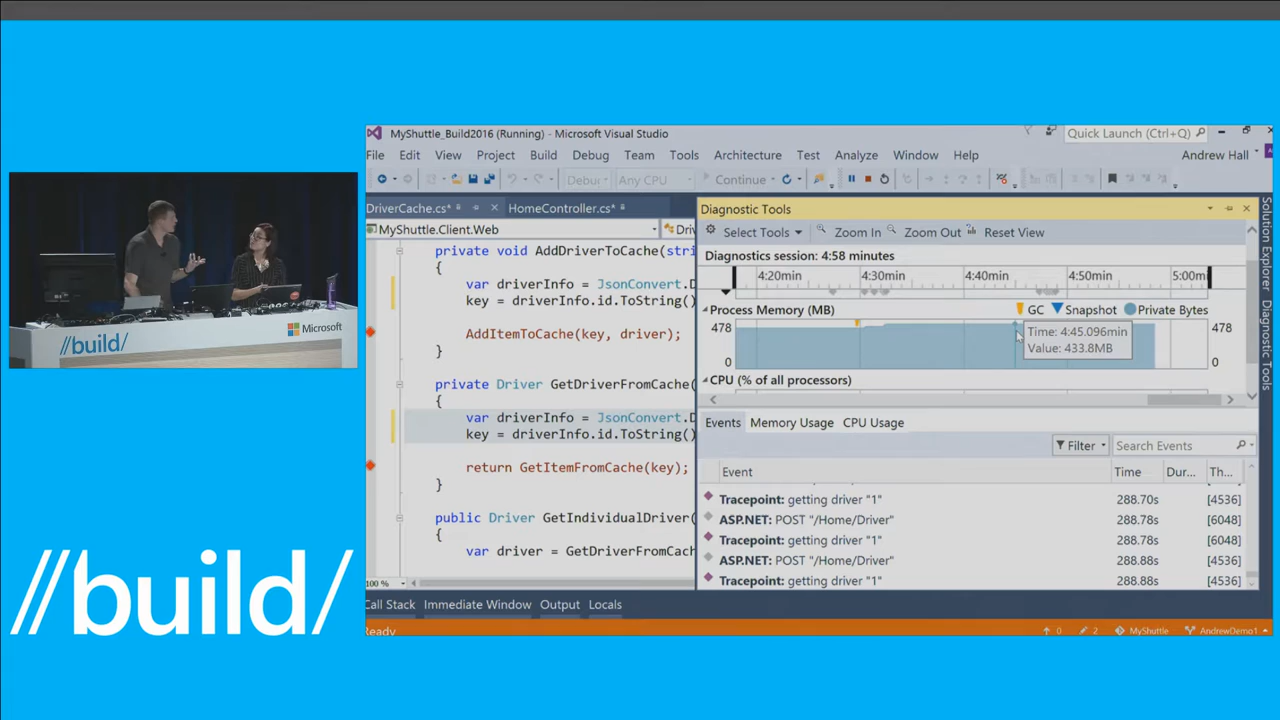 //build/
Microsoft
//build/
MyShuttle_Build2016 (Running) - Microsoft Visual Studio
Quick Launch (Ctrl+Q)
File Edit View Project Build Debug Team Tools Architecture Test Analyze Window Help
Andrew Hall
Debu Any CPU Continue
DriverCache.cs* HomeController.cs*
MyShuttle.Client.Web
private void AddDriverToCache(stri
{
var driverInfo = JsonConvert.D
key = driverInfo.id.ToString()
AddItemToCache(key, driver);
}
private Driver GetDriverFromCache(
{
var driverInfo = JsonConvert.D
key = driverInfo.id.ToString()
return GetItemFromCache(key);
}
public Driver GetIndividualDriver(
{
var driver = GetDriverFromCach
100 %
Call Stack Immediate Window Output Locals
Ready
Diagnostic Tools
Select Tools Zoom In Zoom Out Reset View
Diagnostics session: 4:58 minutes
4:20min 4:30min 4:40min 4:50min 5:00m
Process Memory (MB) GC Snapshot Private Bytes
478 478
0 0
Time: 4:45.096min
Value: 433.8MB
CPU (% of all processors)
Events Memory Usage CPU Usage
Filter Search Events
Event Time Dur... Th...
Tracepoint: getting driver "1" 288.70s [4536]
ASP.NET: POST "/Home/Driver" 288.78s [6048]
Tracepoint: getting driver "1" 288.78s [6048]
ASP.NET: POST "/Home/Driver" 288.88s [4536]
Tracepoint: getting driver "1" 288.88s [4536]
Solution Explorer
Diagnostic Tools
0 2 MyShuttle AndrewDemo1